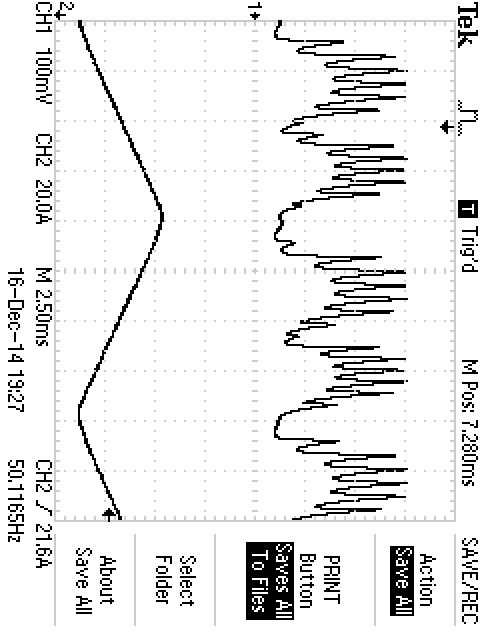 Tek
T Trig'd
M Pos: 7.280ms
SAVE/REC
Action
Save All
PRINT
Button
Saves All
To Files
Select
Folder
About
Save All
1
2
CH1 100mV
CH2 20.0A
M 2.50ms
CH2 / 21.6A
16-Dec-14 19:27
50.1165Hz